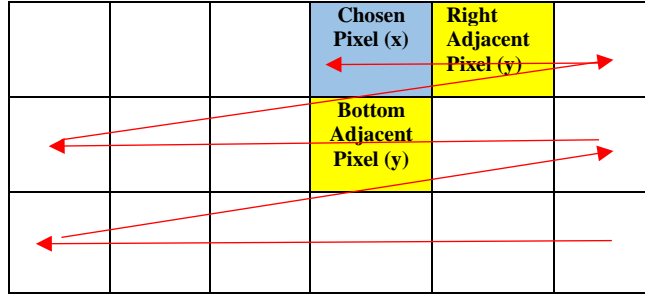 Chosen
Pixel (x)
Right
Adjacent
Pixel (y)
Bottom
Adjacent
Pixel (y)